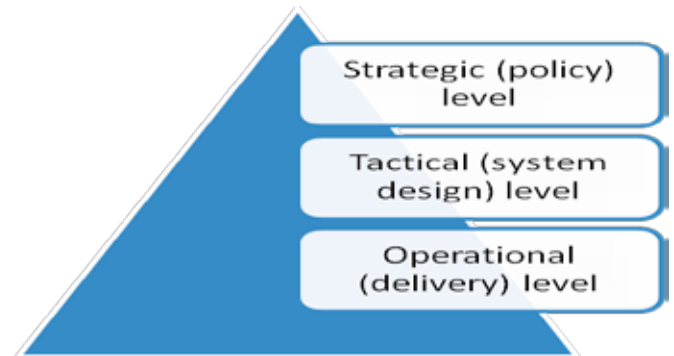 Strategic (policy)
level
Tactical (system
design) level
Operational
(delivery) level